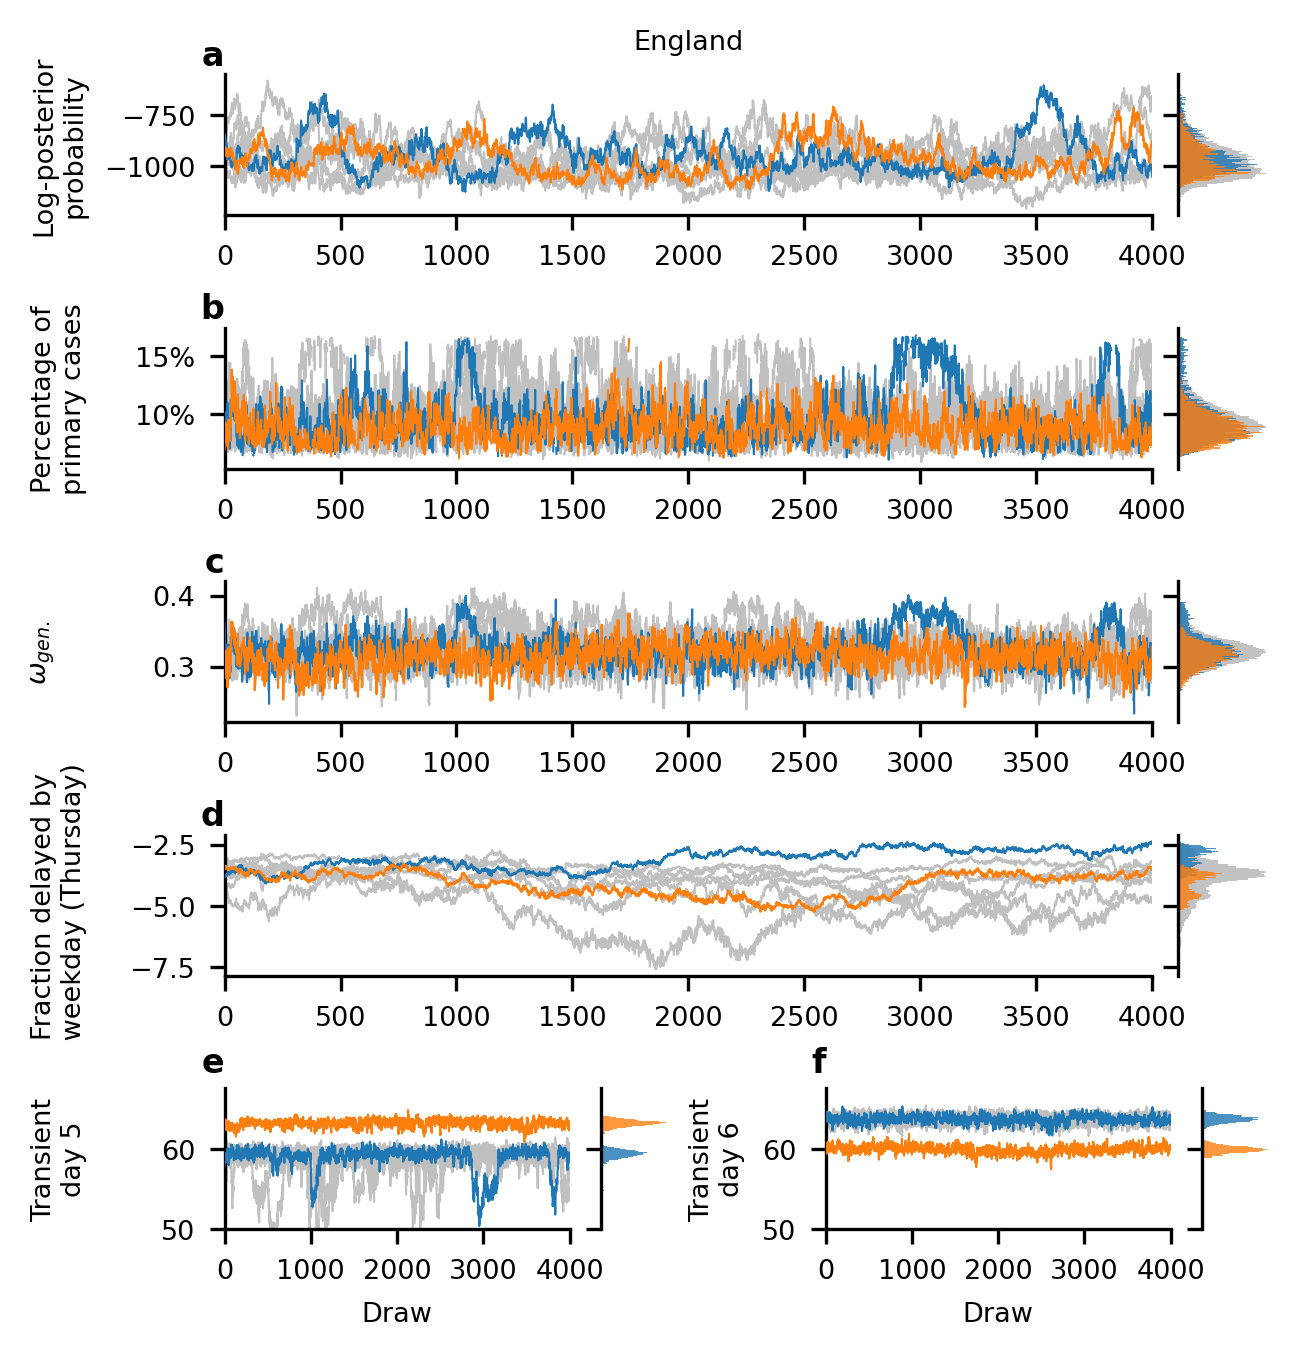 England
a
Log-posterior
probability
−750
−1000
0 500 1000 1500 2000 2500 3000 3500 4000
b
Percentage of
primary cases
15%
10%
0 500 1000 1500 2000 2500 3000 3500 4000
c
ω_gen.
0.4
0.3
0 500 1000 1500 2000 2500 3000 3500 4000
d
Fraction delayed by
weekday (Thursday)
−2.5
−5.0
−7.5
0 500 1000 1500 2000 2500 3000 3500 4000
e
Transient
day 5
60
50
0 1000 2000 3000 4000
Draw
f
Transient
day 6
60
50
0 1000 2000 3000 4000
Draw